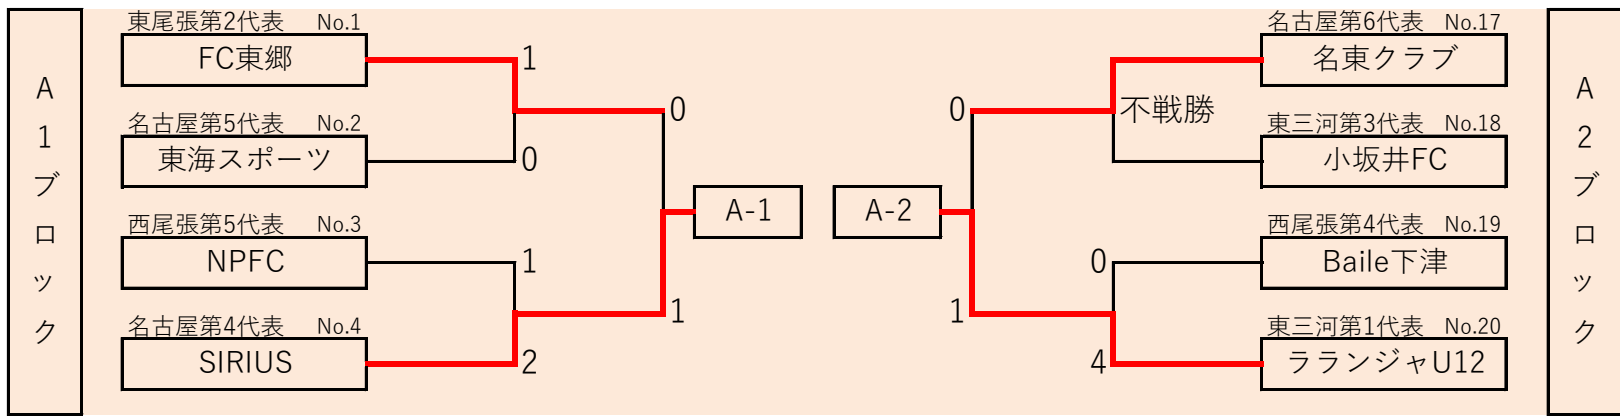 A1ブロック
東尾張第2代表 No.1
FC東郷
1
名古屋第5代表 No.2
東海スポーツ
0
0
西尾張第5代表 No.3
NPFC
1
名古屋第4代表 No.4
SIRIUS
2
1
A-1
A-2
0
1
名古屋第6代表 No.17
名東クラブ
不戦勝
東三河第3代表 No.18
小坂井FC
西尾張第4代表 No.19
Baile下津
0
東三河第1代表 No.20
ラランジャU12
4
A2ブロック